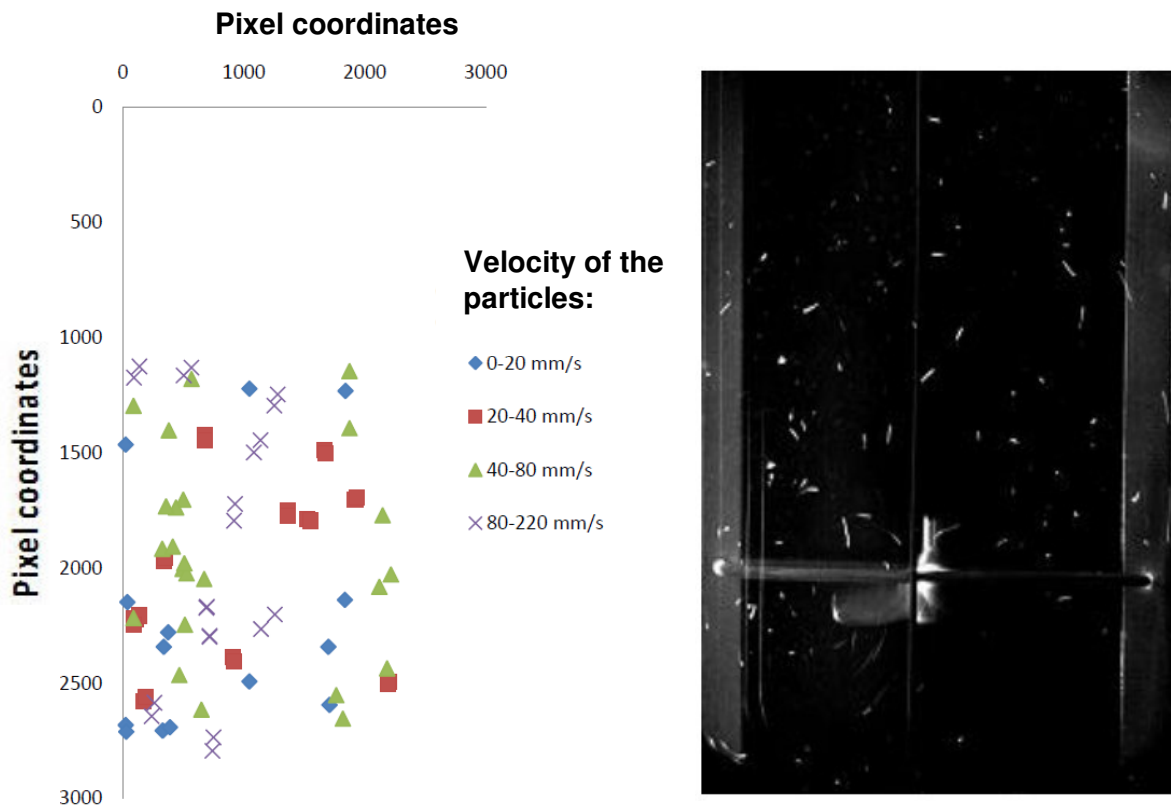 Pixel coordinates
0 1000 2000 3000
0
500
1000
1500
2000
2500
3000
Pixel coordinates
Velocity of the
particles:
0-20 mm/s
20-40 mm/s
40-80 mm/s
80-220 mm/s